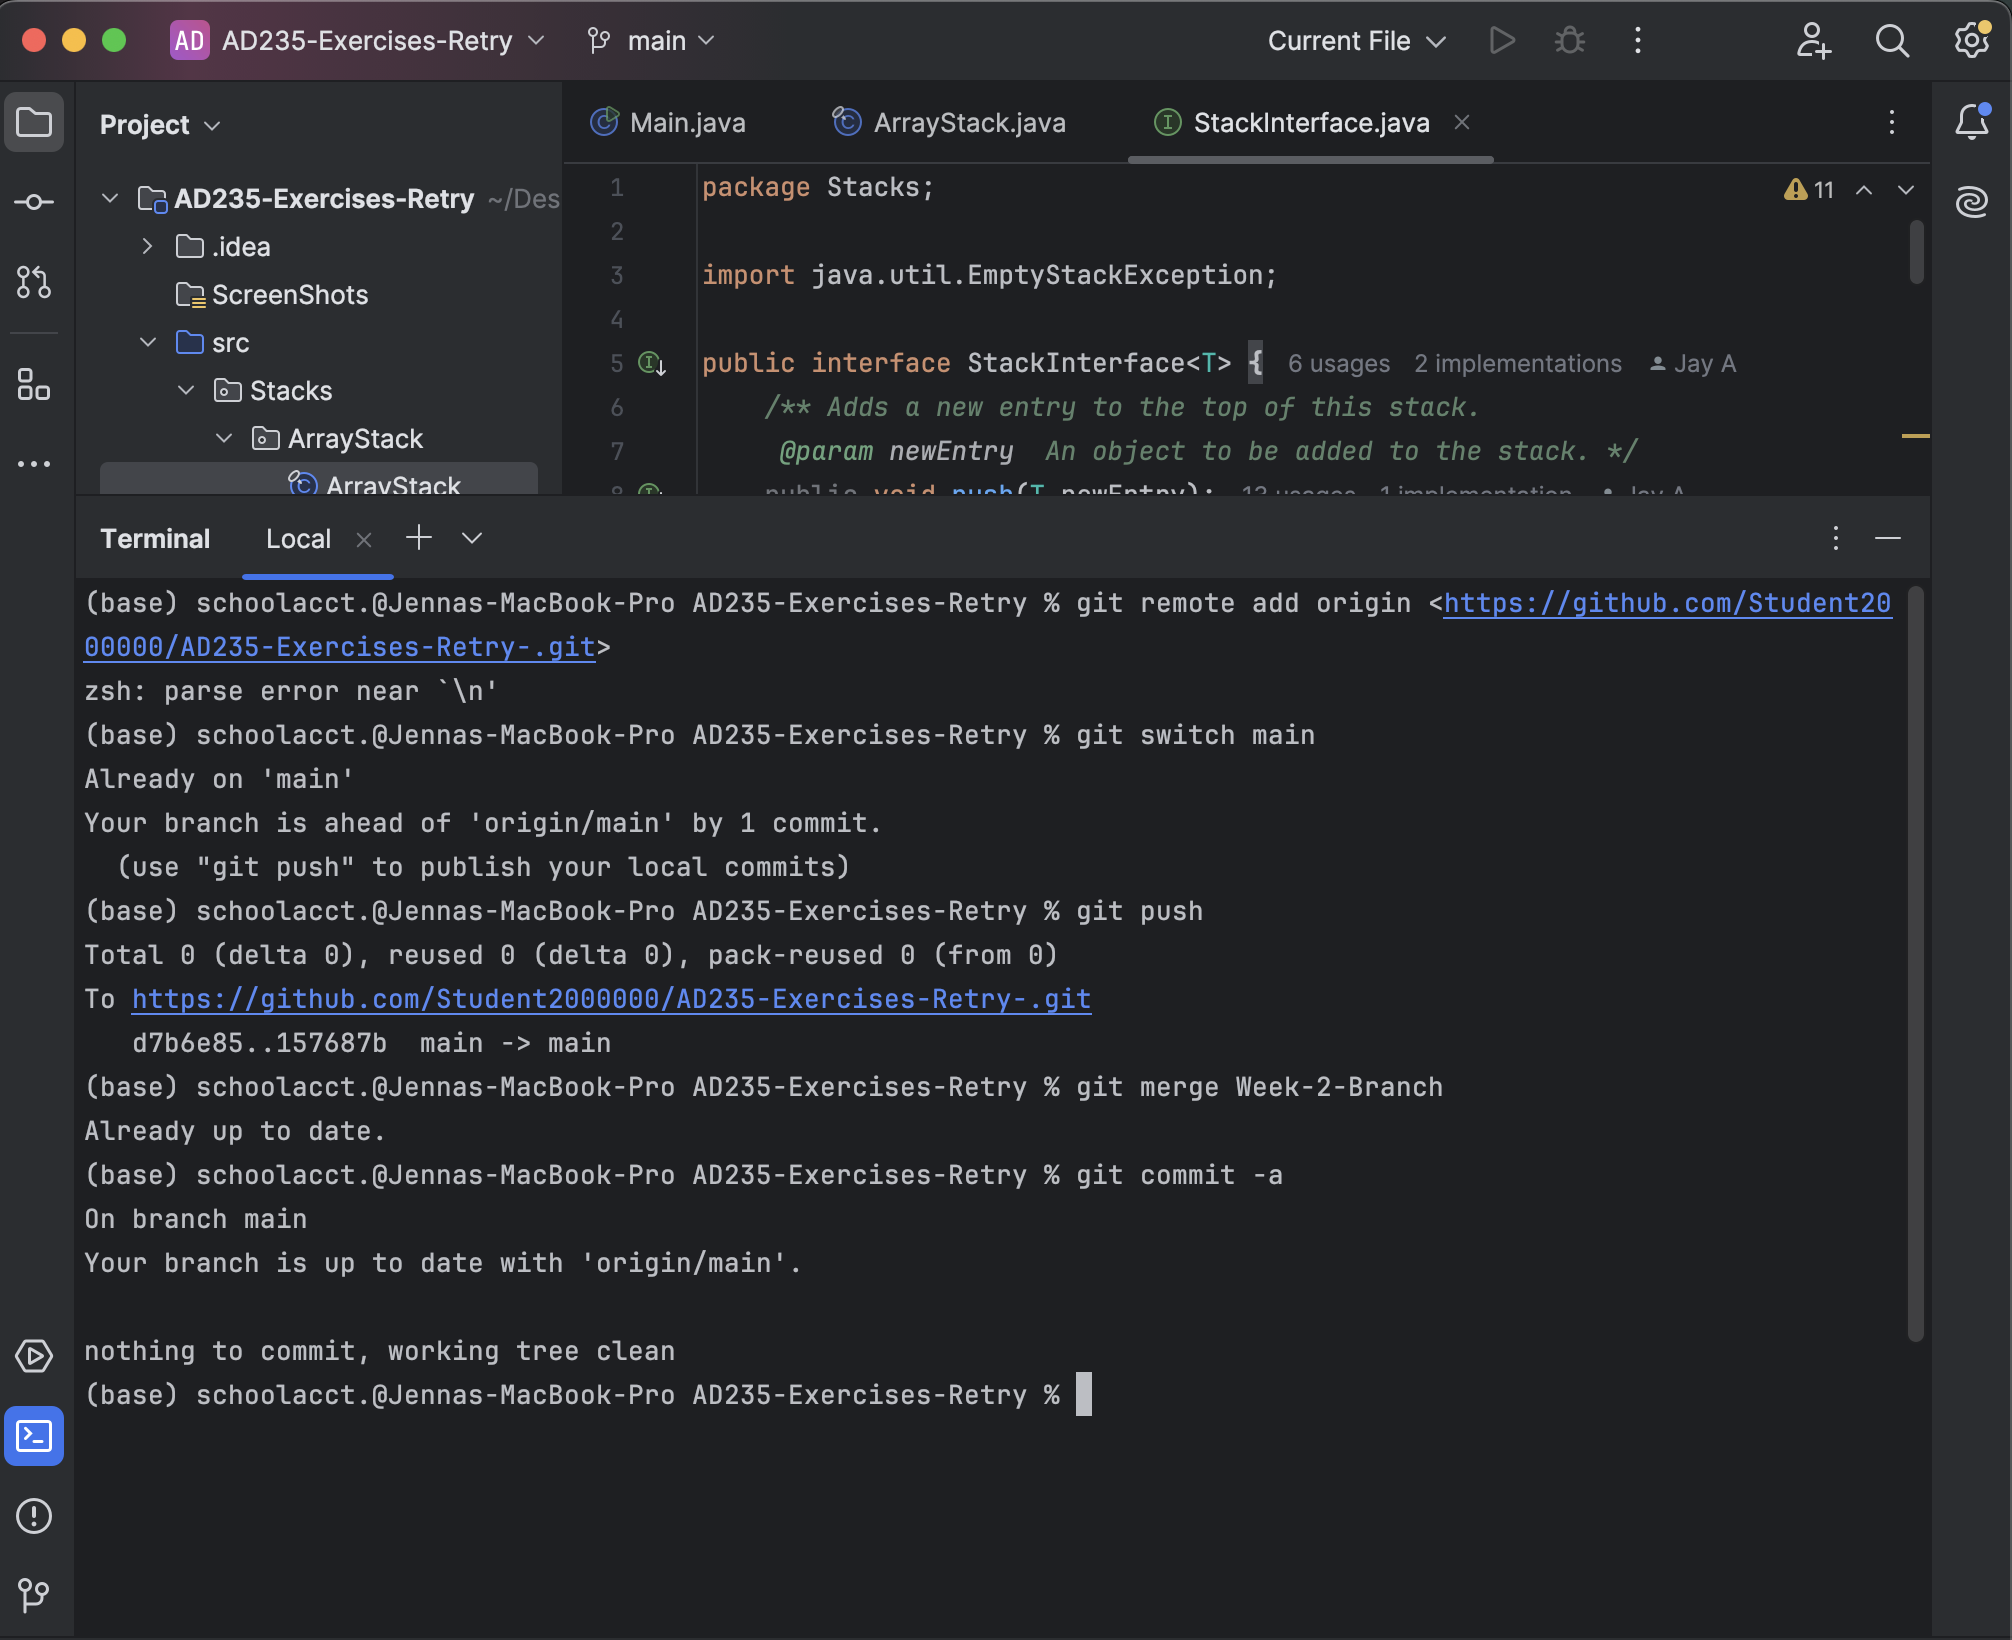 AD AD235-Exercises-Retry main Current File
Project
Main.java ArrayStack.java StackInterface.java
AD235-Exercises-Retry ~/Des
.idea
ScreenShots
src
Stacks
ArrayStack
ArrayStack
11
1 package Stacks;
2
3 import java.util.EmptyStackException;
4
5 public interface StackInterface<T> { 6 usages 2 implementations Jay A
6 /** Adds a new entry to the top of this stack.
7 @param newEntry An object to be added to the stack. */
8 public void push(T newEntry); 13 usages 1 implementation Jay A
Terminal Local
(base) schoolacct.@Jennas-MacBook-Pro AD235-Exercises-Retry % git remote add origin <https://github.com/Student20
00000/AD235-Exercises-Retry-.git>
zsh: parse error near `\n'
(base) schoolacct.@Jennas-MacBook-Pro AD235-Exercises-Retry % git switch main
Already on 'main'
Your branch is ahead of 'origin/main' by 1 commit.
(use "git push" to publish your local commits)
(base) schoolacct.@Jennas-MacBook-Pro AD235-Exercises-Retry % git push
Total 0 (delta 0), reused 0 (delta 0), pack-reused 0 (from 0)
To https://github.com/Student2000000/AD235-Exercises-Retry-.git
d7b6e85..157687b main -> main
(base) schoolacct.@Jennas-MacBook-Pro AD235-Exercises-Retry % git merge Week-2-Branch
Already up to date.
(base) schoolacct.@Jennas-MacBook-Pro AD235-Exercises-Retry % git commit -a
On branch main
Your branch is up to date with 'origin/main'.
nothing to commit, working tree clean
(base) schoolacct.@Jennas-MacBook-Pro AD235-Exercises-Retry %